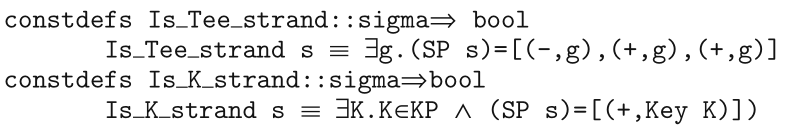 constdefs Is_Tee_strand::sigma⇒ bool
Is_Tee_strand s ≡ ∃g.(SP s)=[(-,g),(+,g),(+,g)]
constdefs Is_K_strand::sigma⇒bool
Is_K_strand s ≡ ∃K.K∈KP ∧ (SP s)=[(+,Key K)])